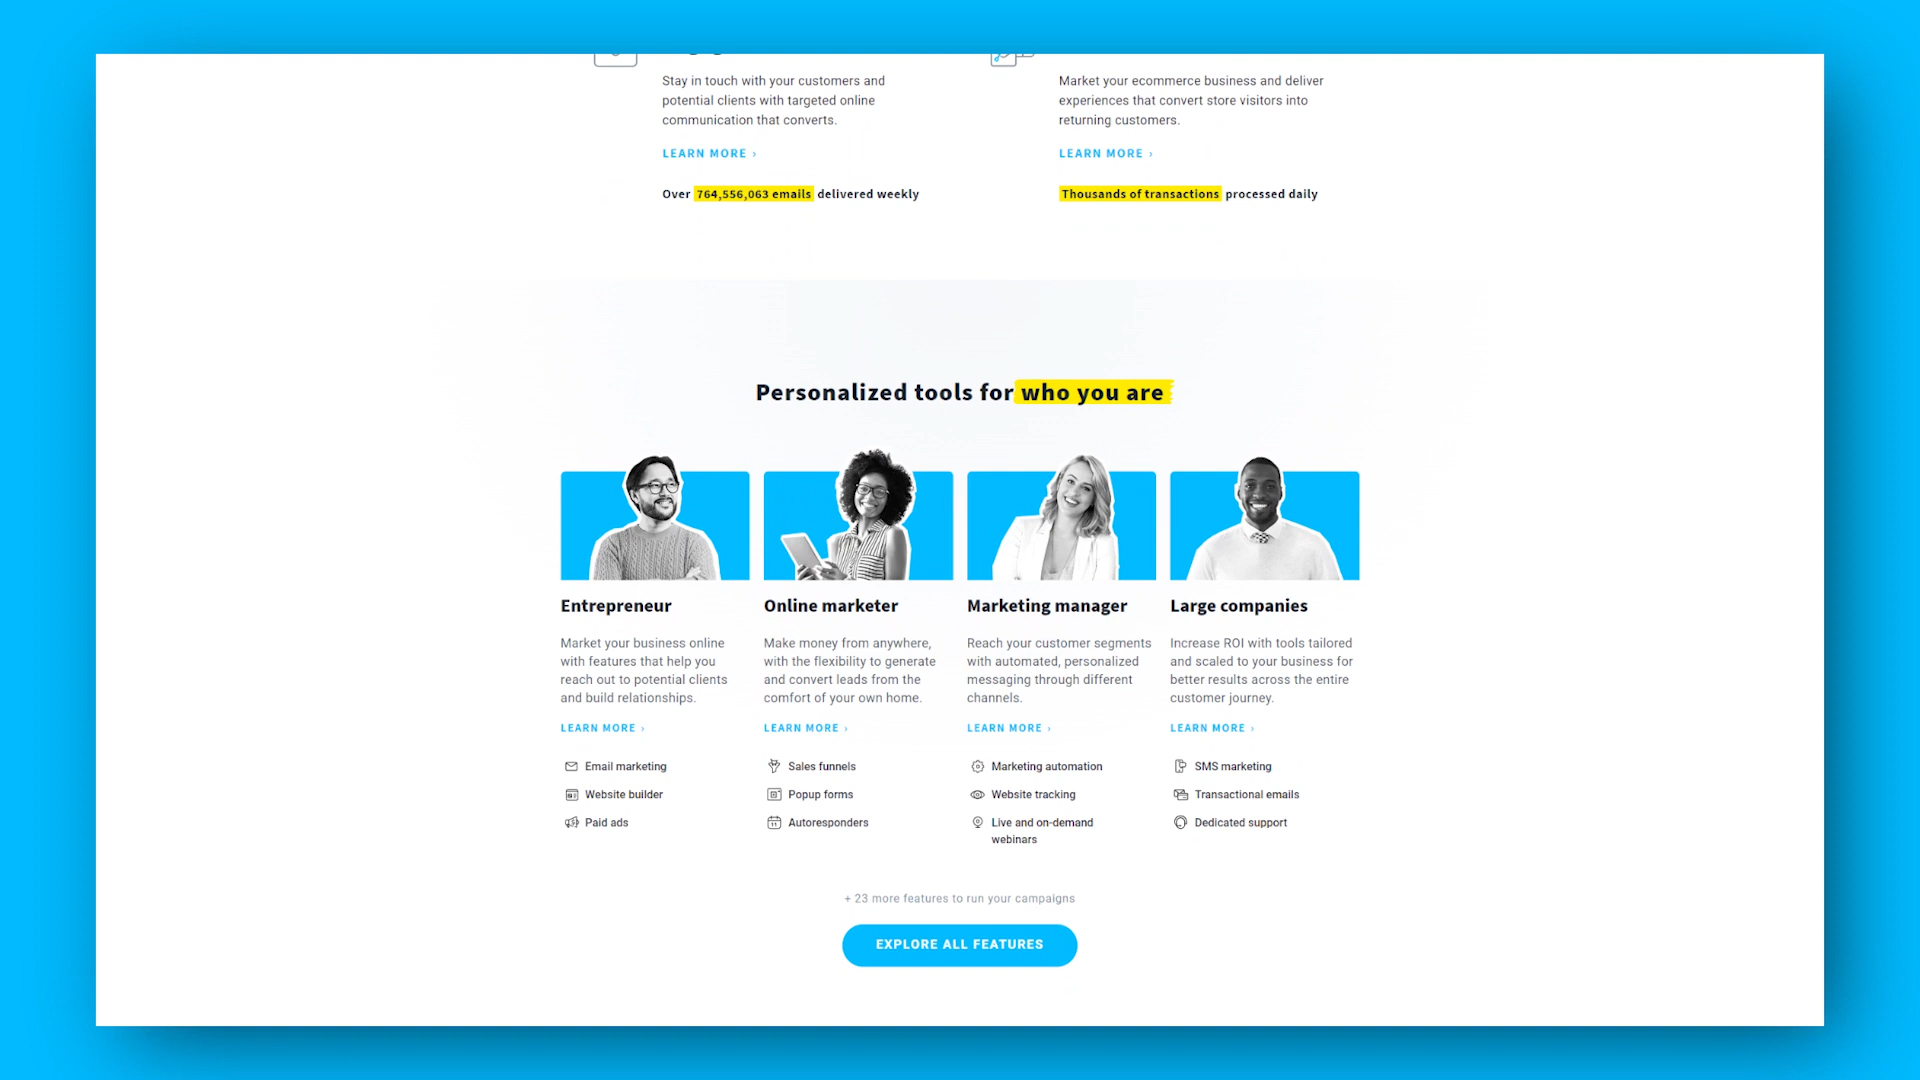 Stay in touch with your customers and
potential clients with targeted online
communication that converts.
LEARN MORE ›
Over 764,556,063 emails delivered weekly
Market your ecommerce business and deliver
experiences that convert store visitors into
returning customers.
LEARN MORE ›
Thousands of transactions processed daily
Personalized tools for who you are
Entrepreneur
Market your business online
with features that help you
reach out to potential clients
and build relationships.
LEARN MORE ›
Email marketing
Website builder
Paid ads
Online marketer
Make money from anywhere,
with the flexibility to generate
and convert leads from the
comfort of your own home.
LEARN MORE ›
Sales funnels
Popup forms
Autoresponders
Marketing manager
Reach your customer segments
with automated, personalized
messaging through different
channels.
LEARN MORE ›
Marketing automation
Website tracking
Live and on-demand
webinars
Large companies
Increase ROI with tools tailored
and scaled to your business for
better results across the entire
customer journey.
LEARN MORE ›
SMS marketing
Transactional emails
Dedicated support
+ 23 more features to run your campaigns
EXPLORE ALL FEATURES